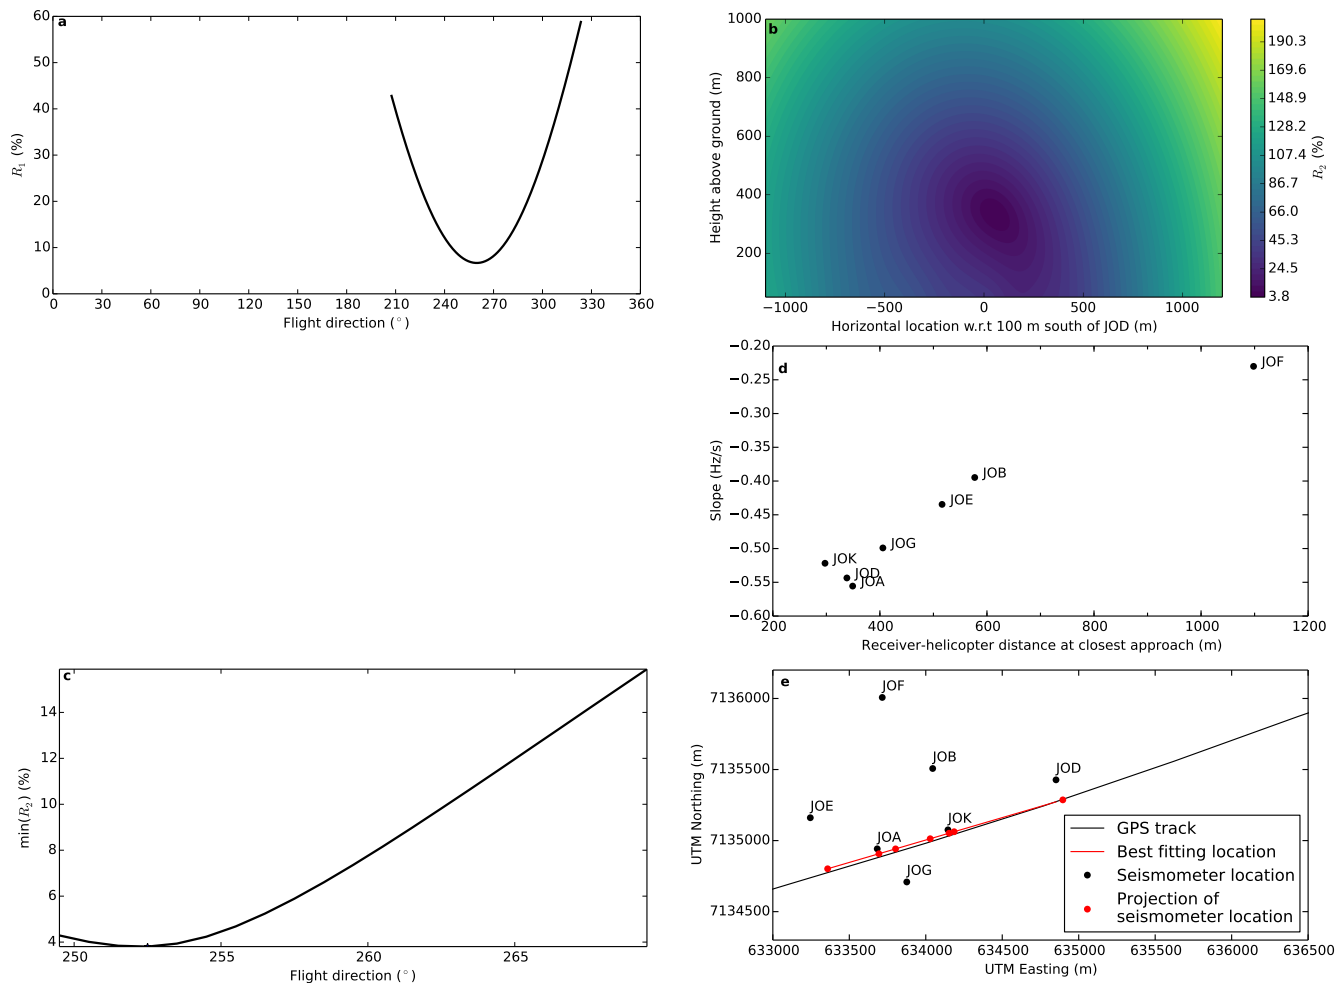 a
60
50
40
30
20
10
0
R₁ (%)
0 30 60 90 120 150 180 210 240 270 300 330 360
Flight direction (°)
b
1000
800
600
400
200
Height above ground (m)
−1000 −500 0 500 1000
Horizontal location w.r.t 100 m south of JOD (m)
190.3
169.6
148.9
128.2
107.4
86.7
66.0
45.3
24.5
3.8
R₂ (%)
d
−0.20
−0.25
−0.30
−0.35
−0.40
−0.45
−0.50
−0.55
−0.60
Slope (Hz/s)
JOF
JOB
JOE
JOG
JOK
JOD
JOA
200 400 600 800 1000 1200
Receiver-helicopter distance at closest approach (m)
c
14
12
10
8
6
4
min(R₂) (%)
250 255 260 265
Flight direction (°)
e
7136000
7135500
7135000
7134500
UTM Northing (m)
JOF
JOB
JOD
JOE
JOK
JOA
JOG
GPS track
Best fitting location
Seismometer location
Projection of
seismometer location
633000 633500 634000 634500 635000 635500 636000 636500
UTM Easting (m)